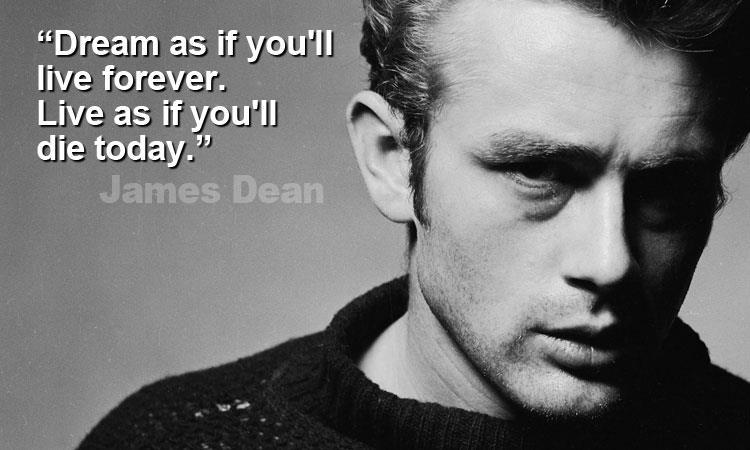 “Dream as if you'll
live forever.
Live as if you'll
die today.”
James Dean